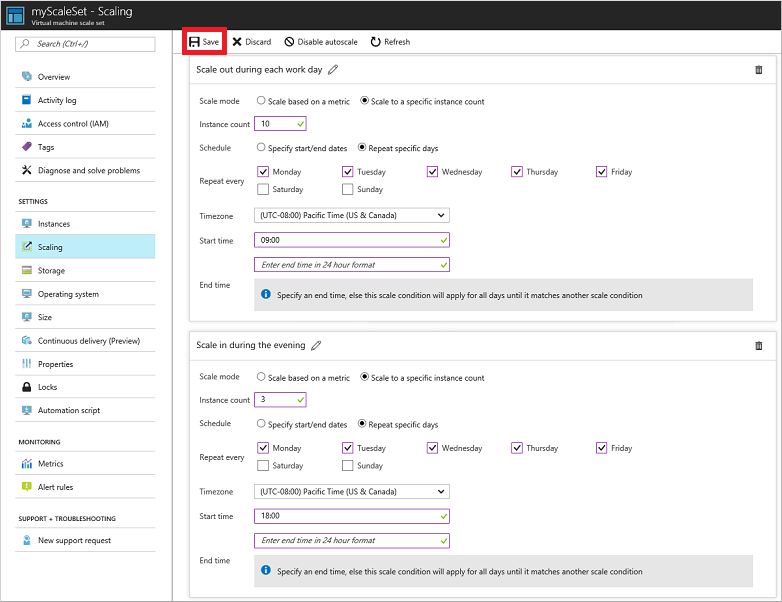 myScaleSet - Scaling
Virtual machine scale set
Search (Ctrl+/)
Overview
Activity log
Access control (IAM)
Tags
Diagnose and solve problems
SETTINGS
Instances
Scaling
Storage
Operating system
Size
Continuous delivery (Preview)
Properties
Locks
Automation script
MONITORING
Metrics
Alert rules
SUPPORT + TROUBLESHOOTING
New support request
Save Discard Disable autoscale Refresh
Scale out during each work day
Scale mode Scale based on a metric Scale to a specific instance count
Instance count 10
Schedule Specify start/end dates Repeat specific days
Repeat every Monday Tuesday Wednesday Thursday Friday
Saturday Sunday
Timezone (UTC-08:00) Pacific Time (US & Canada)
Start time 09:00
Enter end time in 24 hour format
End time
Specify an end time, else this scale condition will apply for all days until it matches another scale condition
Scale in during the evening
Scale mode Scale based on a metric Scale to a specific instance count
Instance count 3
Schedule Specify start/end dates Repeat specific days
Repeat every Monday Tuesday Wednesday Thursday Friday
Saturday Sunday
Timezone (UTC-08:00) Pacific Time (US & Canada)
Start time 18:00
Enter end time in 24 hour format
End time
Specify an end time, else this scale condition will apply for all days until it matches another scale condition